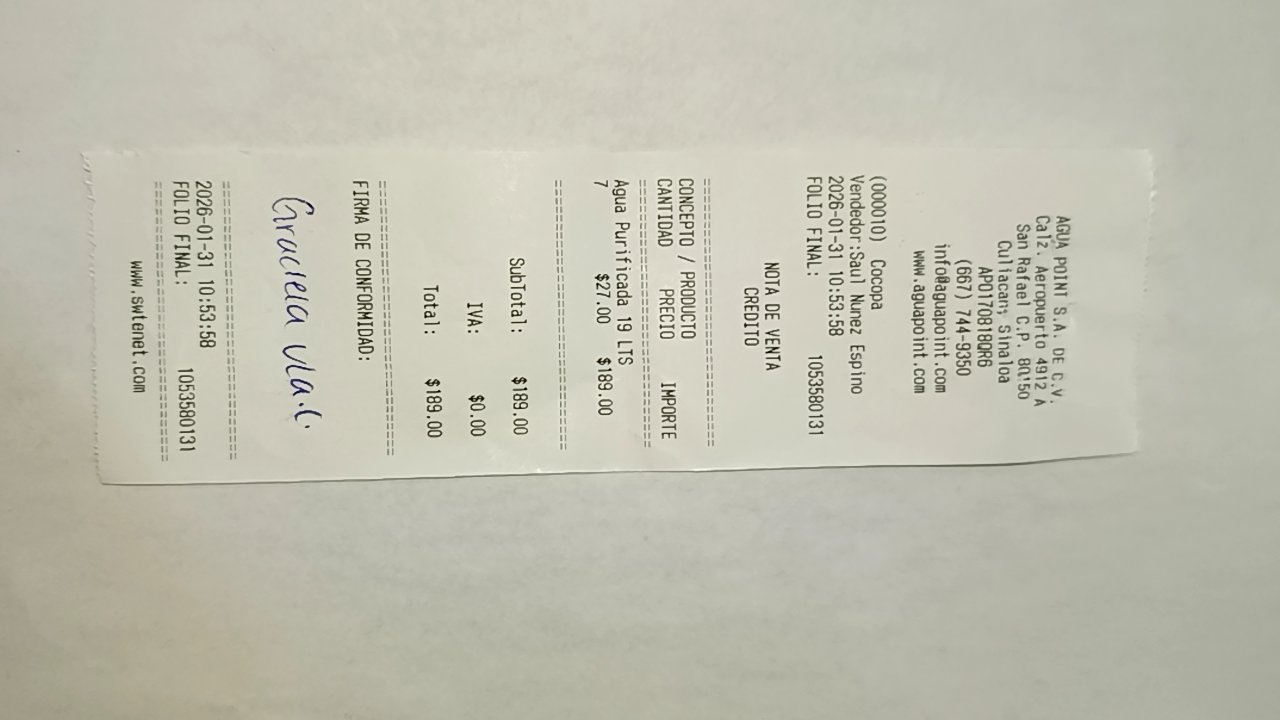 AGUA POINT S.A. DE C.V.
Calz. Aeropuerto 4912 A
San Rafael C.P. 80150
Culiacan, Sinaloa
APO170818QR6
(667) 744-9350
info@aguapoint.com
www.aguapoint.com
(000010) Cocopa
Vendedor:Saul Nunez Espino
2026-01-31 10:53:58
FOLIO FINAL: 1053580131
NOTA DE VENTA
CREDITO
CONCEPTO / PRODUCTO
CANTIDAD PRECIO IMPORTE
Agua Purificada 19 LTS
7 $27.00 $189.00
SubTotal: $189.00
IVA: $0.00
Total: $189.00
FIRMA DE CONFORMIDAD:
Graciela
2026-01-31 10:53:58
FOLIO FINAL: 1053580131
www.swtenet.com